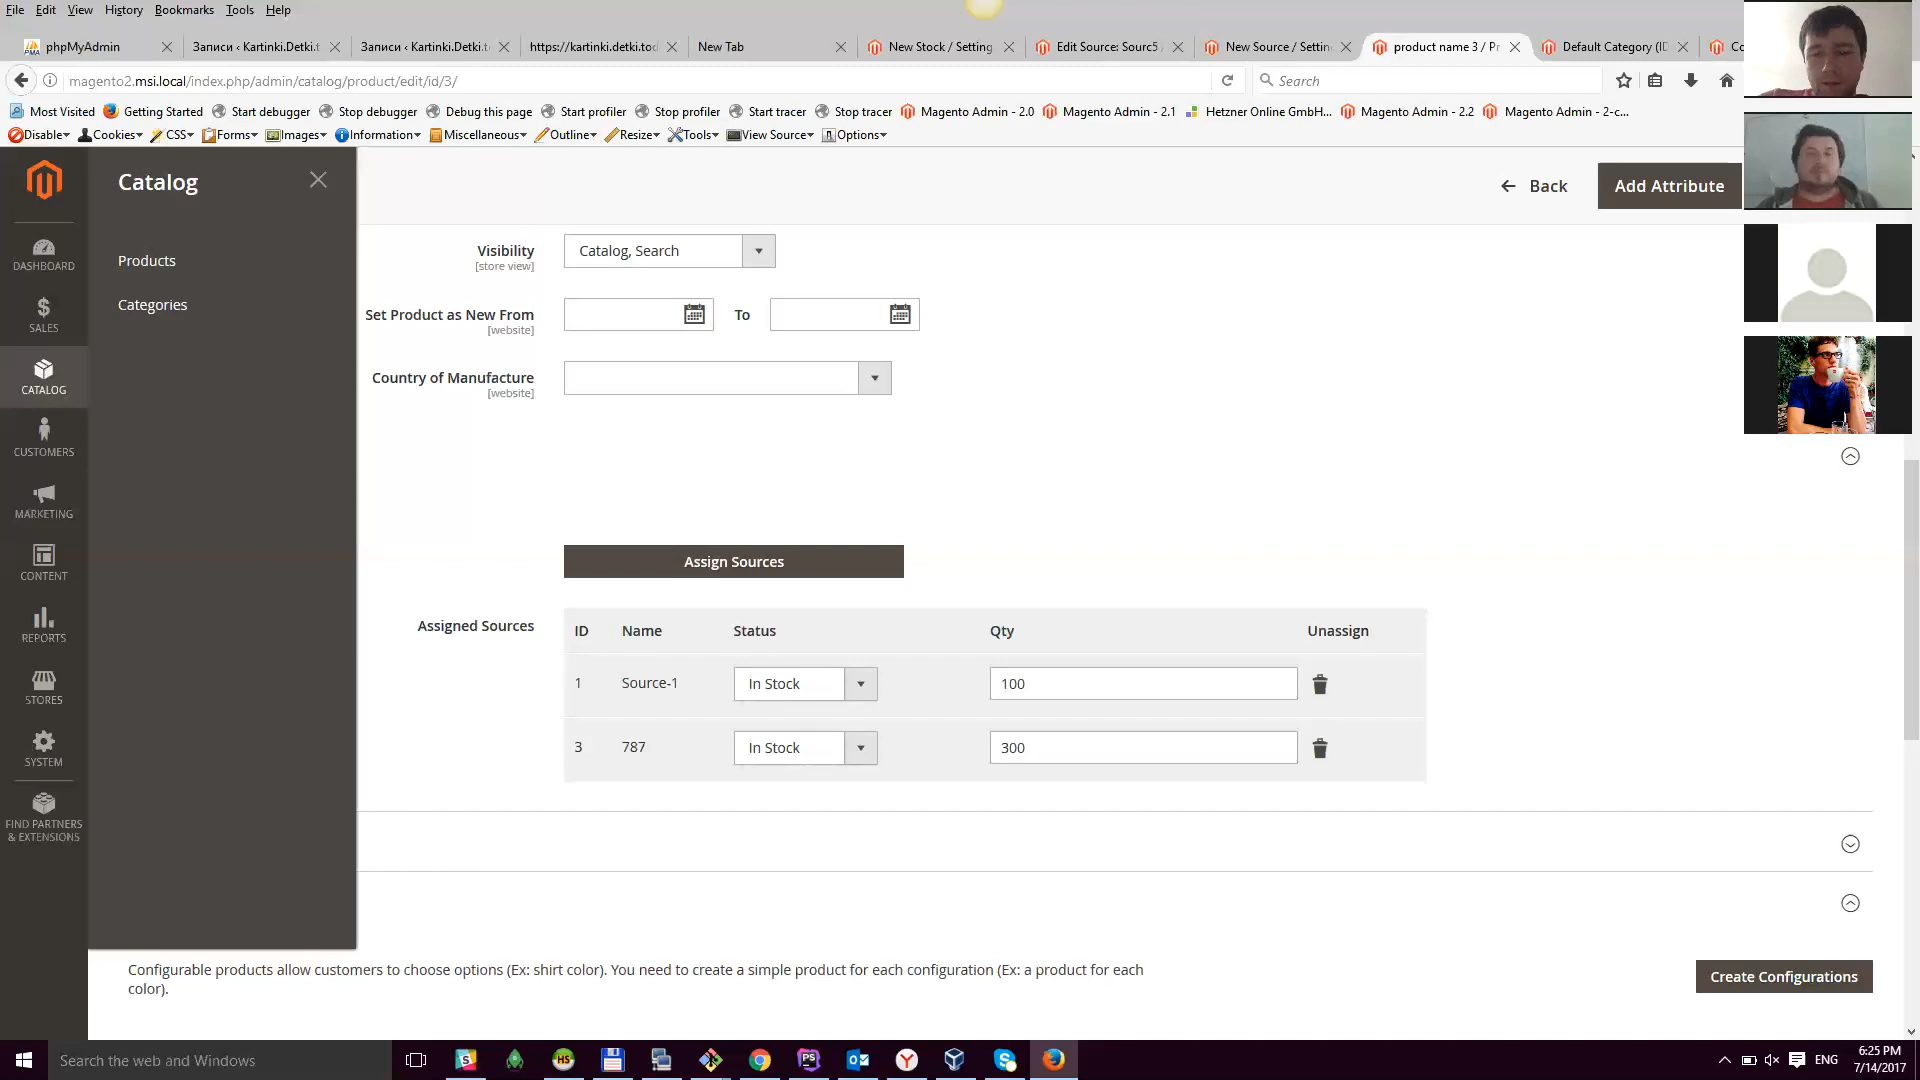 File Edit View History Bookmarks Tools Help
phpMyAdmin
Записи ‹ Kartinki.Detki.t
Записи ‹ Kartinki.Detki.t
https://kartinki.detki.tod
New Tab
New Stock / Setting
Edit Source: Sourc5
New Source / Settin
product name 3 / Pr
Default Category (ID
Co
magento2.msi.local/index.php/admin/catalog/product/edit/id/3/
Search
Most Visited Getting Started Start debugger Stop debugger Debug this page Start profiler Stop profiler Start tracer Stop tracer Magento Admin - 2.0 Magento Admin - 2.1 Hetzner Online GmbH... Magento Admin - 2.2 Magento Admin - 2-c...
Disable Cookies CSS Forms Images Information Miscellaneous Outline Resize Tools View Source Options
DASHBOARD
SALES
CATALOG
CUSTOMERS
MARKETING
CONTENT
REPORTS
STORES
SYSTEM
FIND PARTNERS
& EXTENSIONS
Catalog
Products
Categories
Back
Add Attribute
Visibility
[store view]
Catalog, Search
Set Product as New From
[website]
To
Country of Manufacture
[website]
Assign Sources
Assigned Sources
ID Name Status Qty Unassign
1 Source-1 In Stock 100
3 787 In Stock 300
Configurable products allow customers to choose options (Ex: shirt color). You need to create a simple product for each configuration (Ex: a product for each
color).
Create Configurations
Search the web and Windows
ENG
6:25 PM
7/14/2017